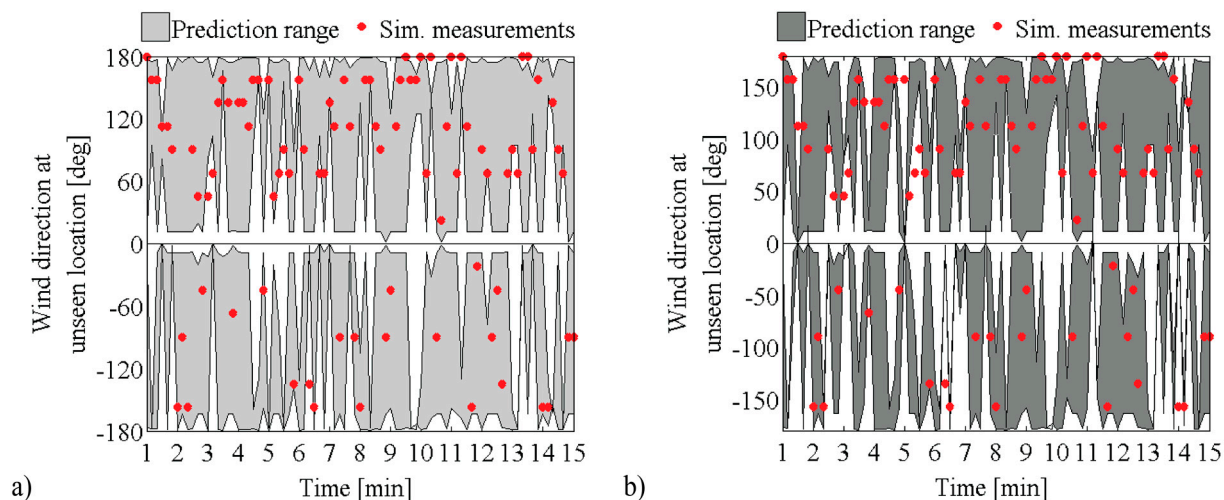 a)
Prediction range
Sim. measurements
180
120
60
0
-60
-120
-180
Wind direction at
unseen location [deg]
1 2 3 4 5 6 7 8 9 10 11 12 13 14 15
Time [min]
b)
Prediction range
Sim. measurements
150
100
50
0
-50
-100
-150
Wind direction at
unseen location [deg]
1 2 3 4 5 6 7 8 9 10 11 12 13 14 15
Time [min]